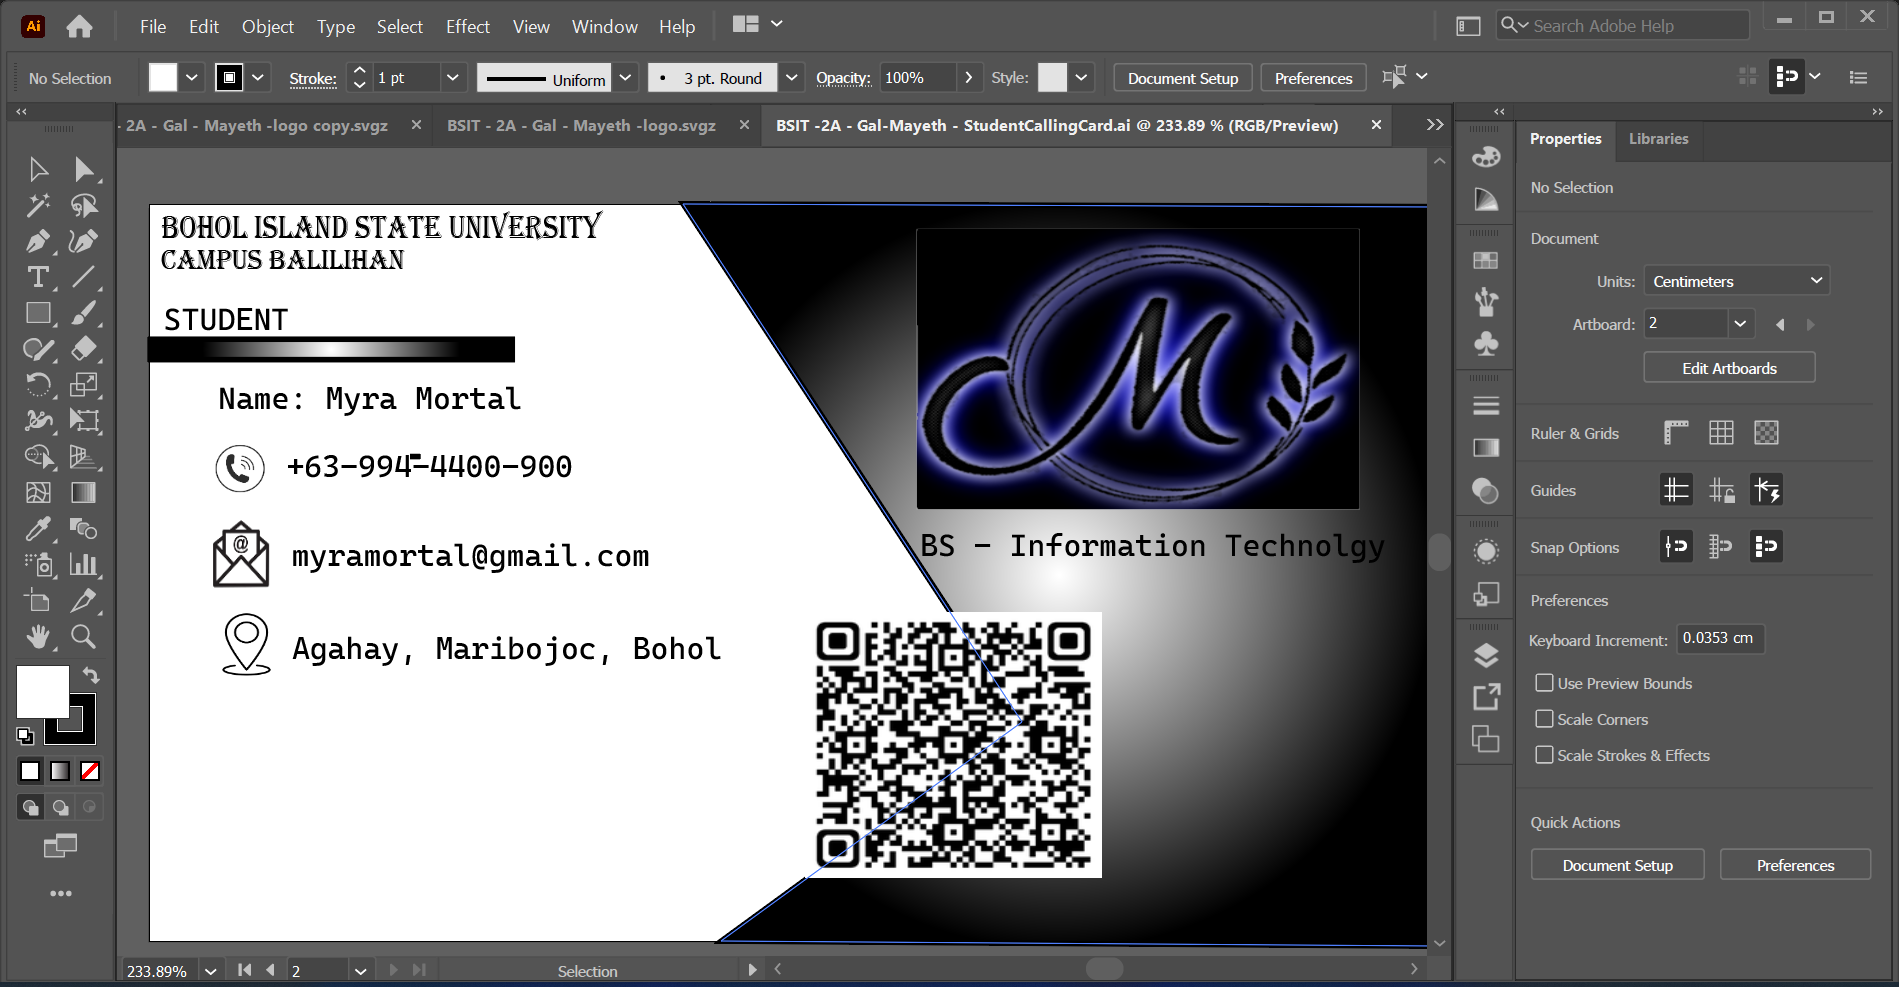 Ai
File Edit Object Type Select Effect View Window Help
Search Adobe Help
No Selection
Stroke: 1 pt
Uniform
3 pt. Round
Opacity: 100%
Style:
Document Setup
Preferences
- 2A - Gal - Mayeth -logo copy.svgz
BSIT - 2A - Gal - Mayeth -logo.svgz
BSIT -2A - Gal-Mayeth - StudentCallingCard.ai @ 233.89 % (RGB/Preview)
BOHOL ISLAND STATE UNIVERSITY
CAMPUS BALILIHAN
STUDENT
Name: Myra Mortal
+63-994-4400-900
@
myramortal@gmail.com
Agahay, Maribojoc, Bohol
M
BS - Information Technolgy
Properties
Libraries
No Selection
Document
Units: Centimeters
Artboard: 2
Edit Artboards
Ruler & Grids
Guides
Snap Options
Preferences
Keyboard Increment: 0.0353 cm
Use Preview Bounds
Scale Corners
Scale Strokes & Effects
Quick Actions
Document Setup
Preferences
233.89%
2
Selection